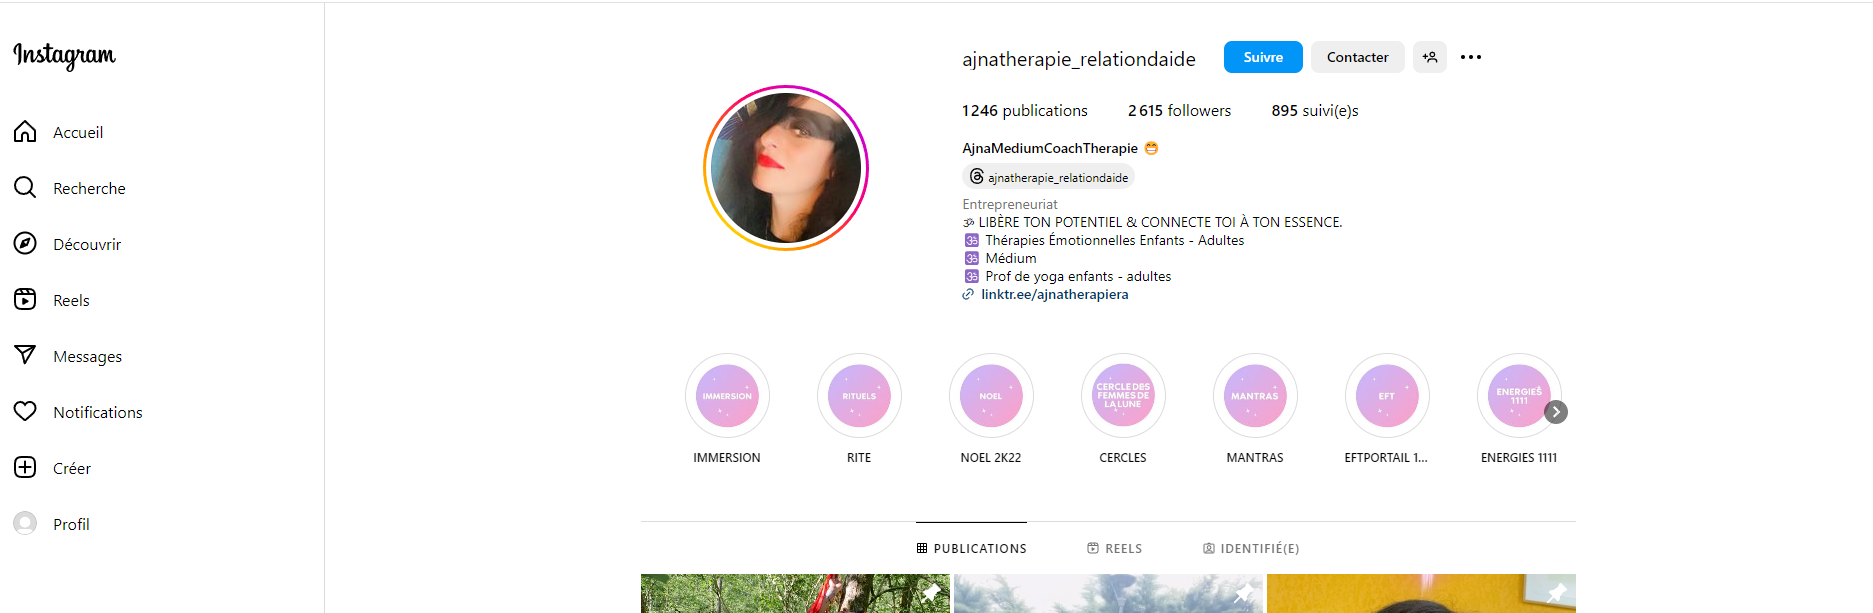 Instagram
Accueil
Recherche
Découvrir
Reels
Messages
Notifications
Créer
Profil
ajnatherapie_relationdaide
Suivre
Contacter
1 246 publications
2 615 followers
895 suivi(e)s
AjnaMediumCoachTherapie 😁
ajnatherapie_relationdaide
Entrepreneuriat
ૐ LIBÈRE TON POTENTIEL & CONNECTE TOI À TON ESSENCE.
🕉 Thérapies Émotionnelles Enfants - Adultes
🕉 Médium
🕉 Prof de yoga enfants - adultes
linktr.ee/ajnatherapiera
IMMERSION
RITUELS
NOEL
CERCLE DES
FEMMES DE
LA LUNE
MANTRAS
EFT
ENERGIES
1111
IMMERSION
RITE
NOEL 2K22
CERCLES
MANTRAS
EFTPORTAIL 1...
ENERGIES 1111
PUBLICATIONS
REELS
IDENTIFIÉ(E)